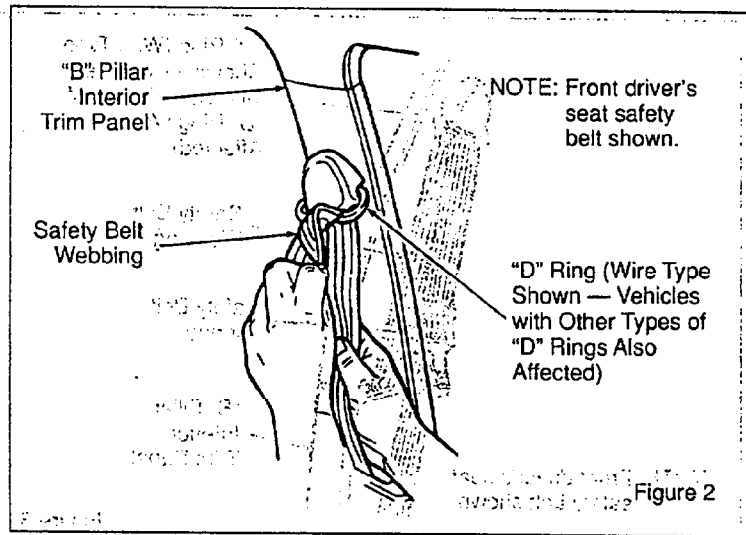 “B” Pillar
Interior
Trim Panel
NOTE: Front driver’s
seat safety
belt shown.
Safety Belt
Webbing
“D” Ring (Wire Type
Shown — Vehicles
with Other Types of
“D” Rings Also
Affected)
Figure 2